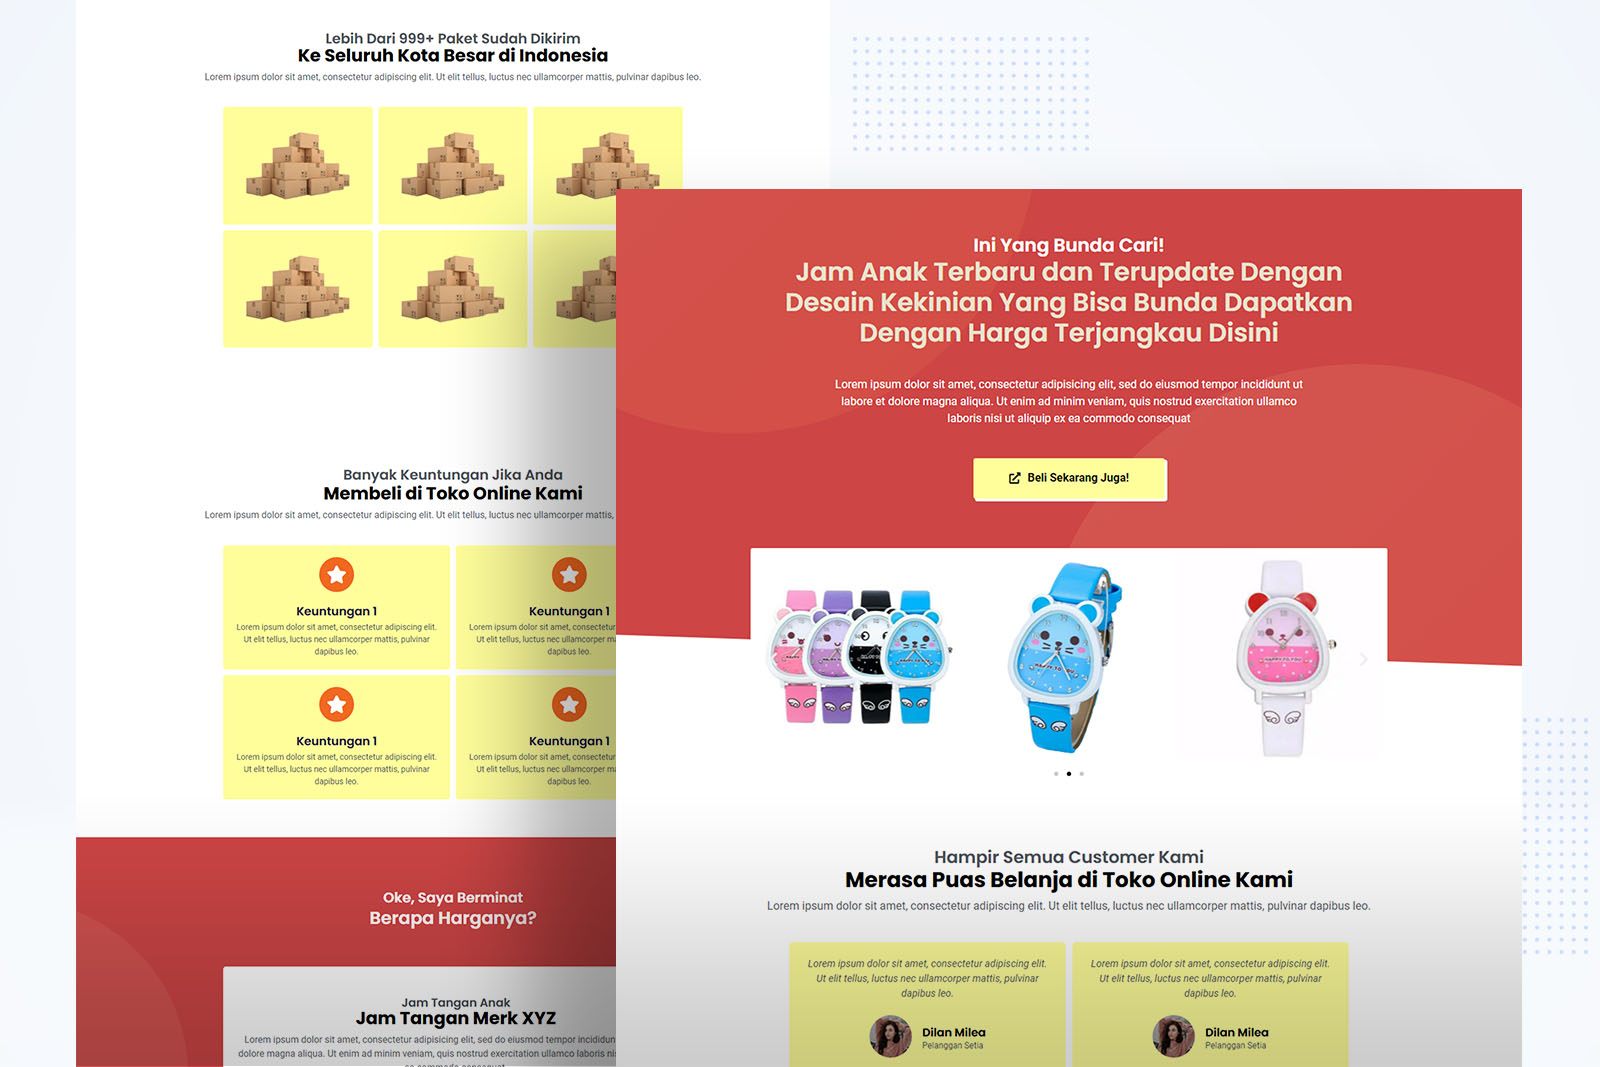 Lebih Dari 999+ Paket Sudah Dikirim
Ke Seluruh Kota Besar di Indonesia
Lorem ipsum dolor sit amet, consectetur adipiscing elit. Ut elit tellus, luctus nec ullamcorper mattis, pulvinar dapibus leo.
Banyak Keuntungan Jika Anda
Membeli di Toko Online Kami
Lorem ipsum dolor sit amet, consectetur adipiscing elit. Ut elit tellus, luctus nec ullamcorper mattis,
Keuntungan 1
Lorem ipsum dolor sit amet, consectetur adipiscing elit.
Ut elit tellus, luctus nec ullamcorper mattis, pulvinar
dapibus leo.
Keuntungan 1
Lorem ipsum dolor sit amet, consectetur
Ut elit tellus, luctus nec ullamcorper
dapibus leo.
Keuntungan 1
Lorem ipsum dolor sit amet, consectetur adipiscing elit.
Ut elit tellus, luctus nec ullamcorper mattis, pulvinar
dapibus leo.
Keuntungan 1
Lorem ipsum dolor sit amet, consectetur
Ut elit tellus, luctus nec ullamcorper
dapibus leo.
Oke, Saya Berminat
Berapa Harganya?
Jam Tangan Anak
Jam Tangan Merk XYZ
Lorem ipsum dolor sit amet, consectetur adipiscing elit, sed do eiusmod tempor
dolore magna aliqua. Ut enim ad minim veniam, quis nostrud exercitation ullamco laboris
Ini Yang Bunda Cari!
Jam Anak Terbaru dan Terupdate Dengan
Desain Kekinian Yang Bisa Bunda Dapatkan
Dengan Harga Terjangkau Disini
Lorem ipsum dolor sit amet, consectetur adipisicing elit, sed do eiusmod tempor incididunt ut
labore et dolore magna aliqua. Ut enim ad minim veniam, quis nostrud exercitation ullamco
laboris nisi ut aliquip ex ea commodo consequat
Beli Sekarang Juga!
HAPPY TO YOU
Hampir Semua Customer Kami
Merasa Puas Belanja di Toko Online Kami
Lorem ipsum dolor sit amet, consectetur adipiscing elit. Ut elit tellus, luctus nec ullamcorper mattis, pulvinar dapibus leo.
Lorem ipsum dolor sit amet, consectetur adipiscing elit.
Ut elit tellus, luctus nec ullamcorper mattis, pulvinar
dapibus leo.
Dilan Milea
Pelanggan Setia
Lorem ipsum dolor sit amet, consectetur adipiscing elit.
Ut elit tellus, luctus nec ullamcorper mattis, pulvinar
dapibus leo.
Dilan Milea
Pelanggan Setia